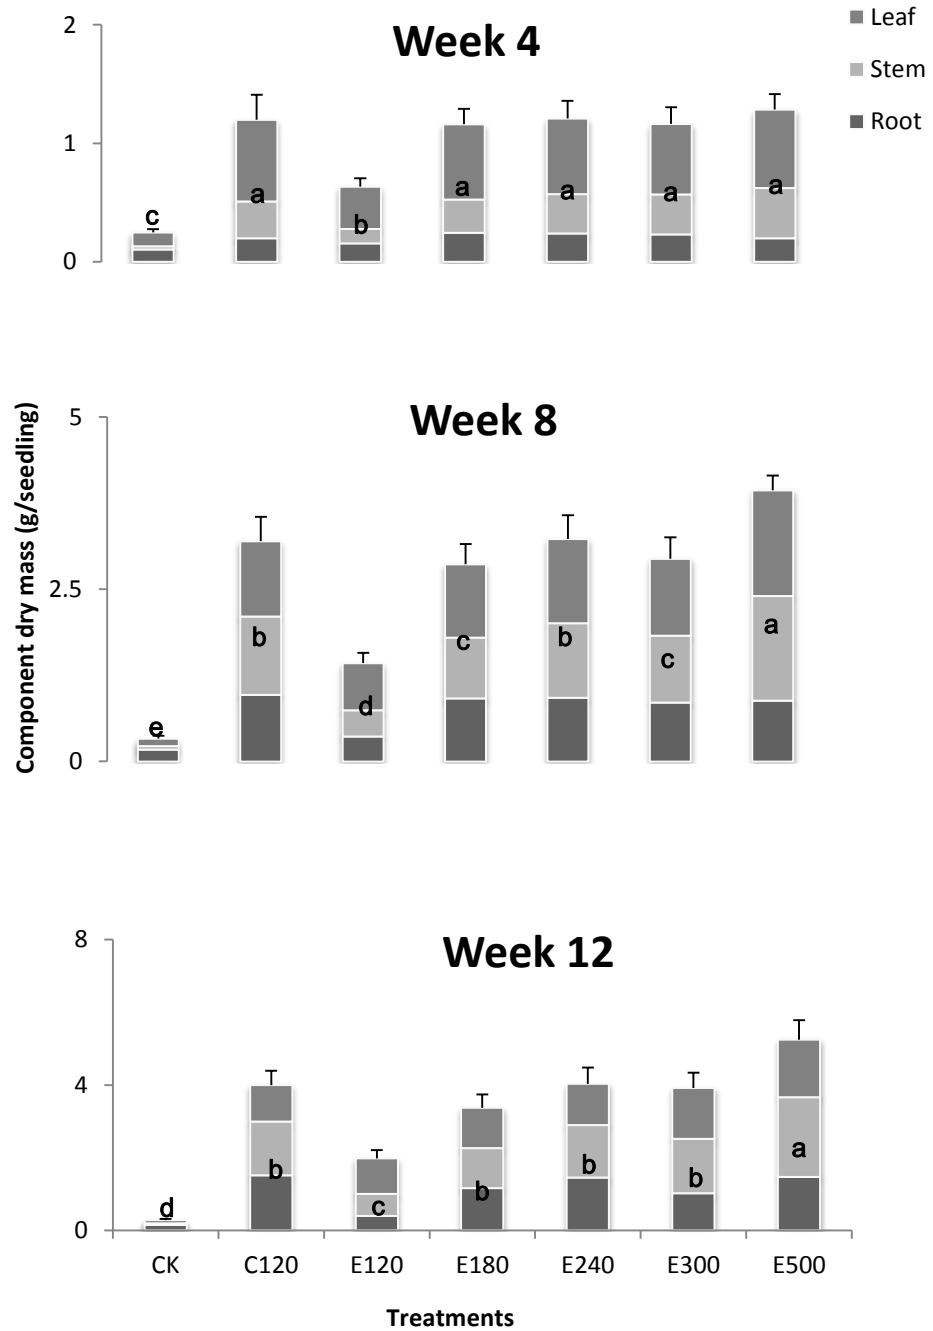 2
Week 4
Leaf
Stem
Root
1
c
a
b
a
a
a
a
0
Component dry mass (g/seedling)
5
Week 8
2.5
e
b
d
c
b
c
a
0
8
Week 12
4
d
b
c
b
b
b
a
0
CK C120 E120 E180 E240 E300 E500
Treatments